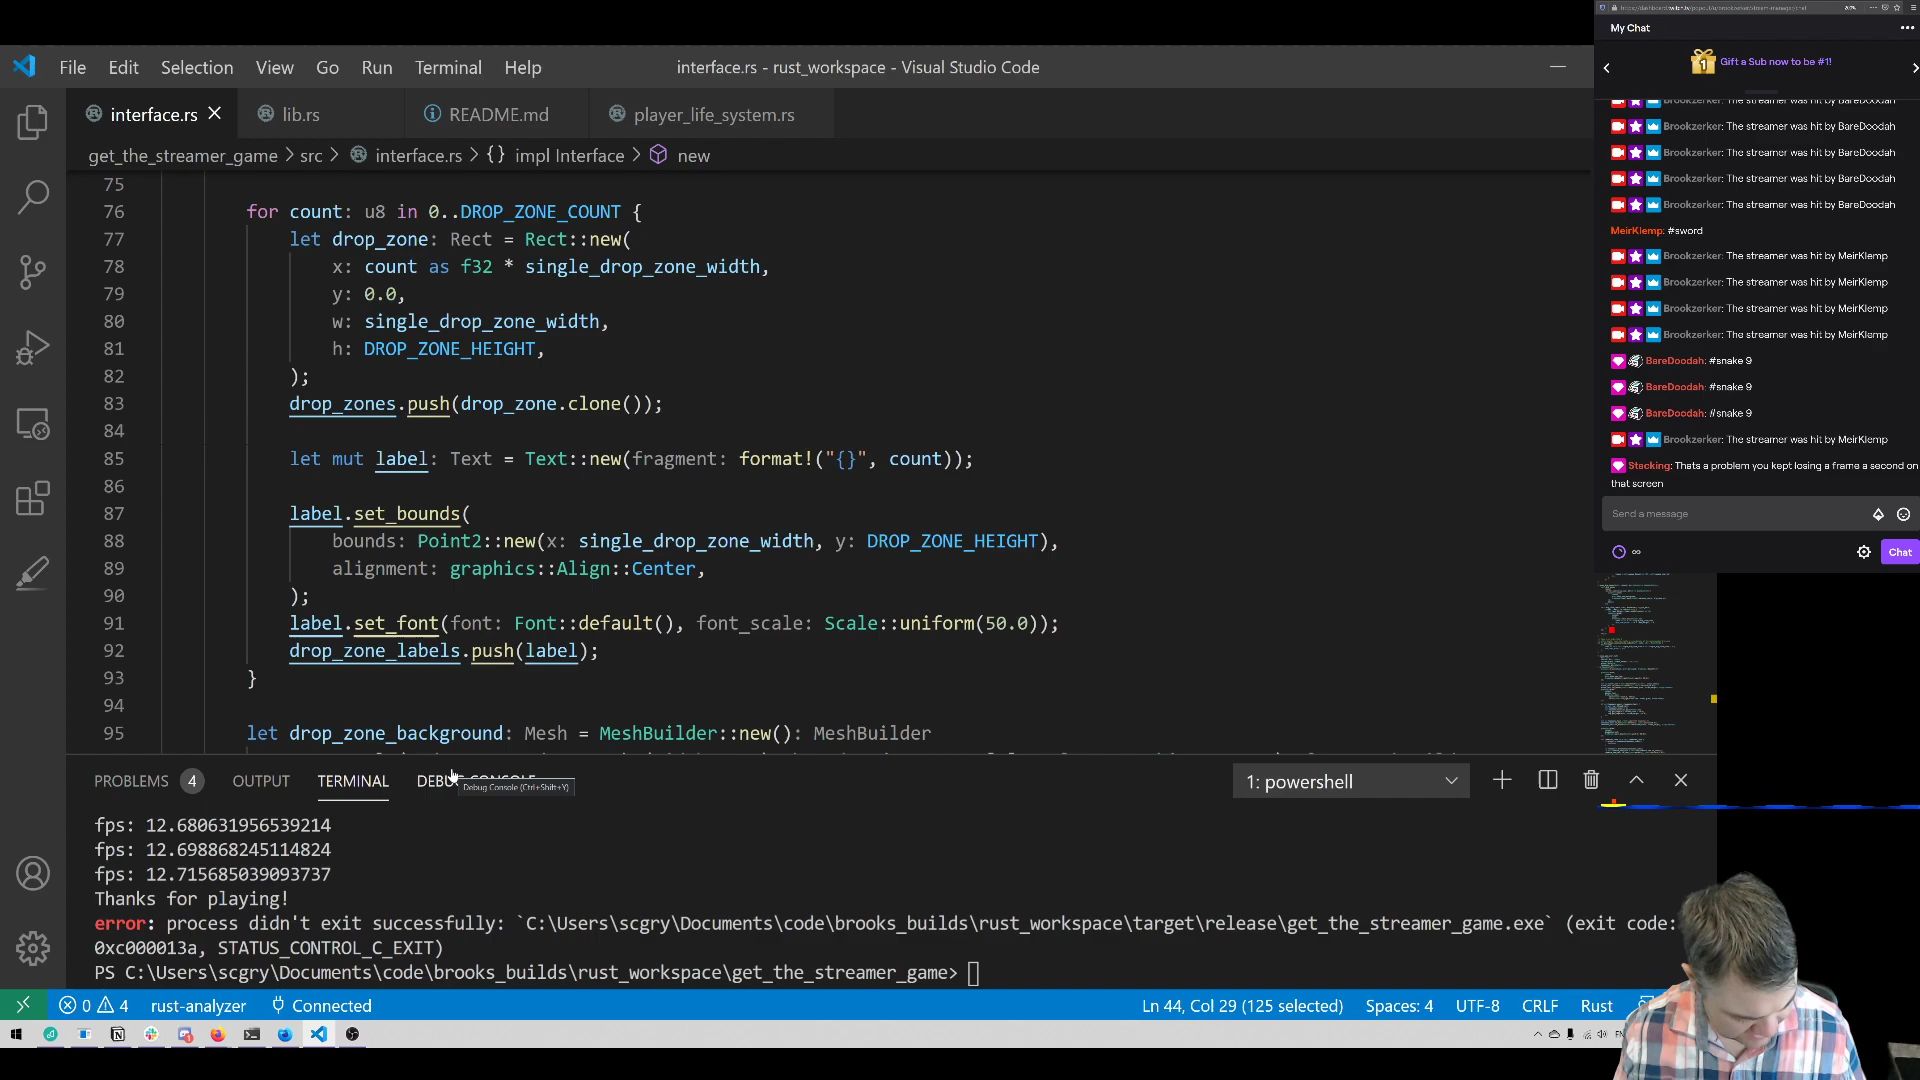 File Edit Selection View Go Run Terminal Help
interface.rs - rust_workspace - Visual Studio Code
interface.rs
lib.rs
README.md
player_life_system.rs
get_the_streamer_game > src > interface.rs > {} impl Interface > new
75
76 for count: u8 in 0..DROP_ZONE_COUNT {
77 let drop_zone: Rect = Rect::new(
78 x: count as f32 * single_drop_zone_width,
79 y: 0.0,
80 w: single_drop_zone_width,
81 h: DROP_ZONE_HEIGHT,
82 );
83 drop_zones.push(drop_zone.clone());
84
85 let mut label: Text = Text::new(fragment: format!("{}", count));
86
87 label.set_bounds(
88 bounds: Point2::new(x: single_drop_zone_width, y: DROP_ZONE_HEIGHT),
89 alignment: graphics::Align::Center,
90 );
91 label.set_font(font: Font::default(), font_scale: Scale::uniform(50.0));
92 drop_zone_labels.push(label);
93 }
94
95 let drop_zone_background: Mesh = MeshBuilder::new(): MeshBuilder
PROBLEMS 4 OUTPUT TERMINAL DEBUG CONSOLE
Debug Console (Ctrl+Shift+Y)
1: powershell
fps: 12.680631956539214
fps: 12.698868245114824
fps: 12.715685039093737
Thanks for playing!
error: process didn't exit successfully: `C:\Users\scgry\Documents\code\brooks_builds\rust_workspace\target\release\get_the_streamer_game.exe` (exit code:
0xc000013a, STATUS_CONTROL_C_EXIT)
PS C:\Users\scgry\Documents\code\brooks_builds\rust_workspace\get_the_streamer_game>
0 4 rust-analyzer Connected
Ln 44, Col 29 (125 selected) Spaces: 4 UTF-8 CRLF Rust
My Chat
Gift a Sub now to be #1!
Brookzerker: The streamer was hit by BareDoodah
Brookzerker: The streamer was hit by BareDoodah
Brookzerker: The streamer was hit by BareDoodah
Brookzerker: The streamer was hit by BareDoodah
Brookzerker: The streamer was hit by BareDoodah
MeirKlemp: #sword
Brookzerker: The streamer was hit by MeirKlemp
Brookzerker: The streamer was hit by MeirKlemp
Brookzerker: The streamer was hit by MeirKlemp
Brookzerker: The streamer was hit by MeirKlemp
BareDoodah: #snake 9
BareDoodah: #snake 9
BareDoodah: #snake 9
Brookzerker: The streamer was hit by MeirKlemp
Stacking: Thats a problem you kept losing a frame a second on
that screen
Send a message
Chat